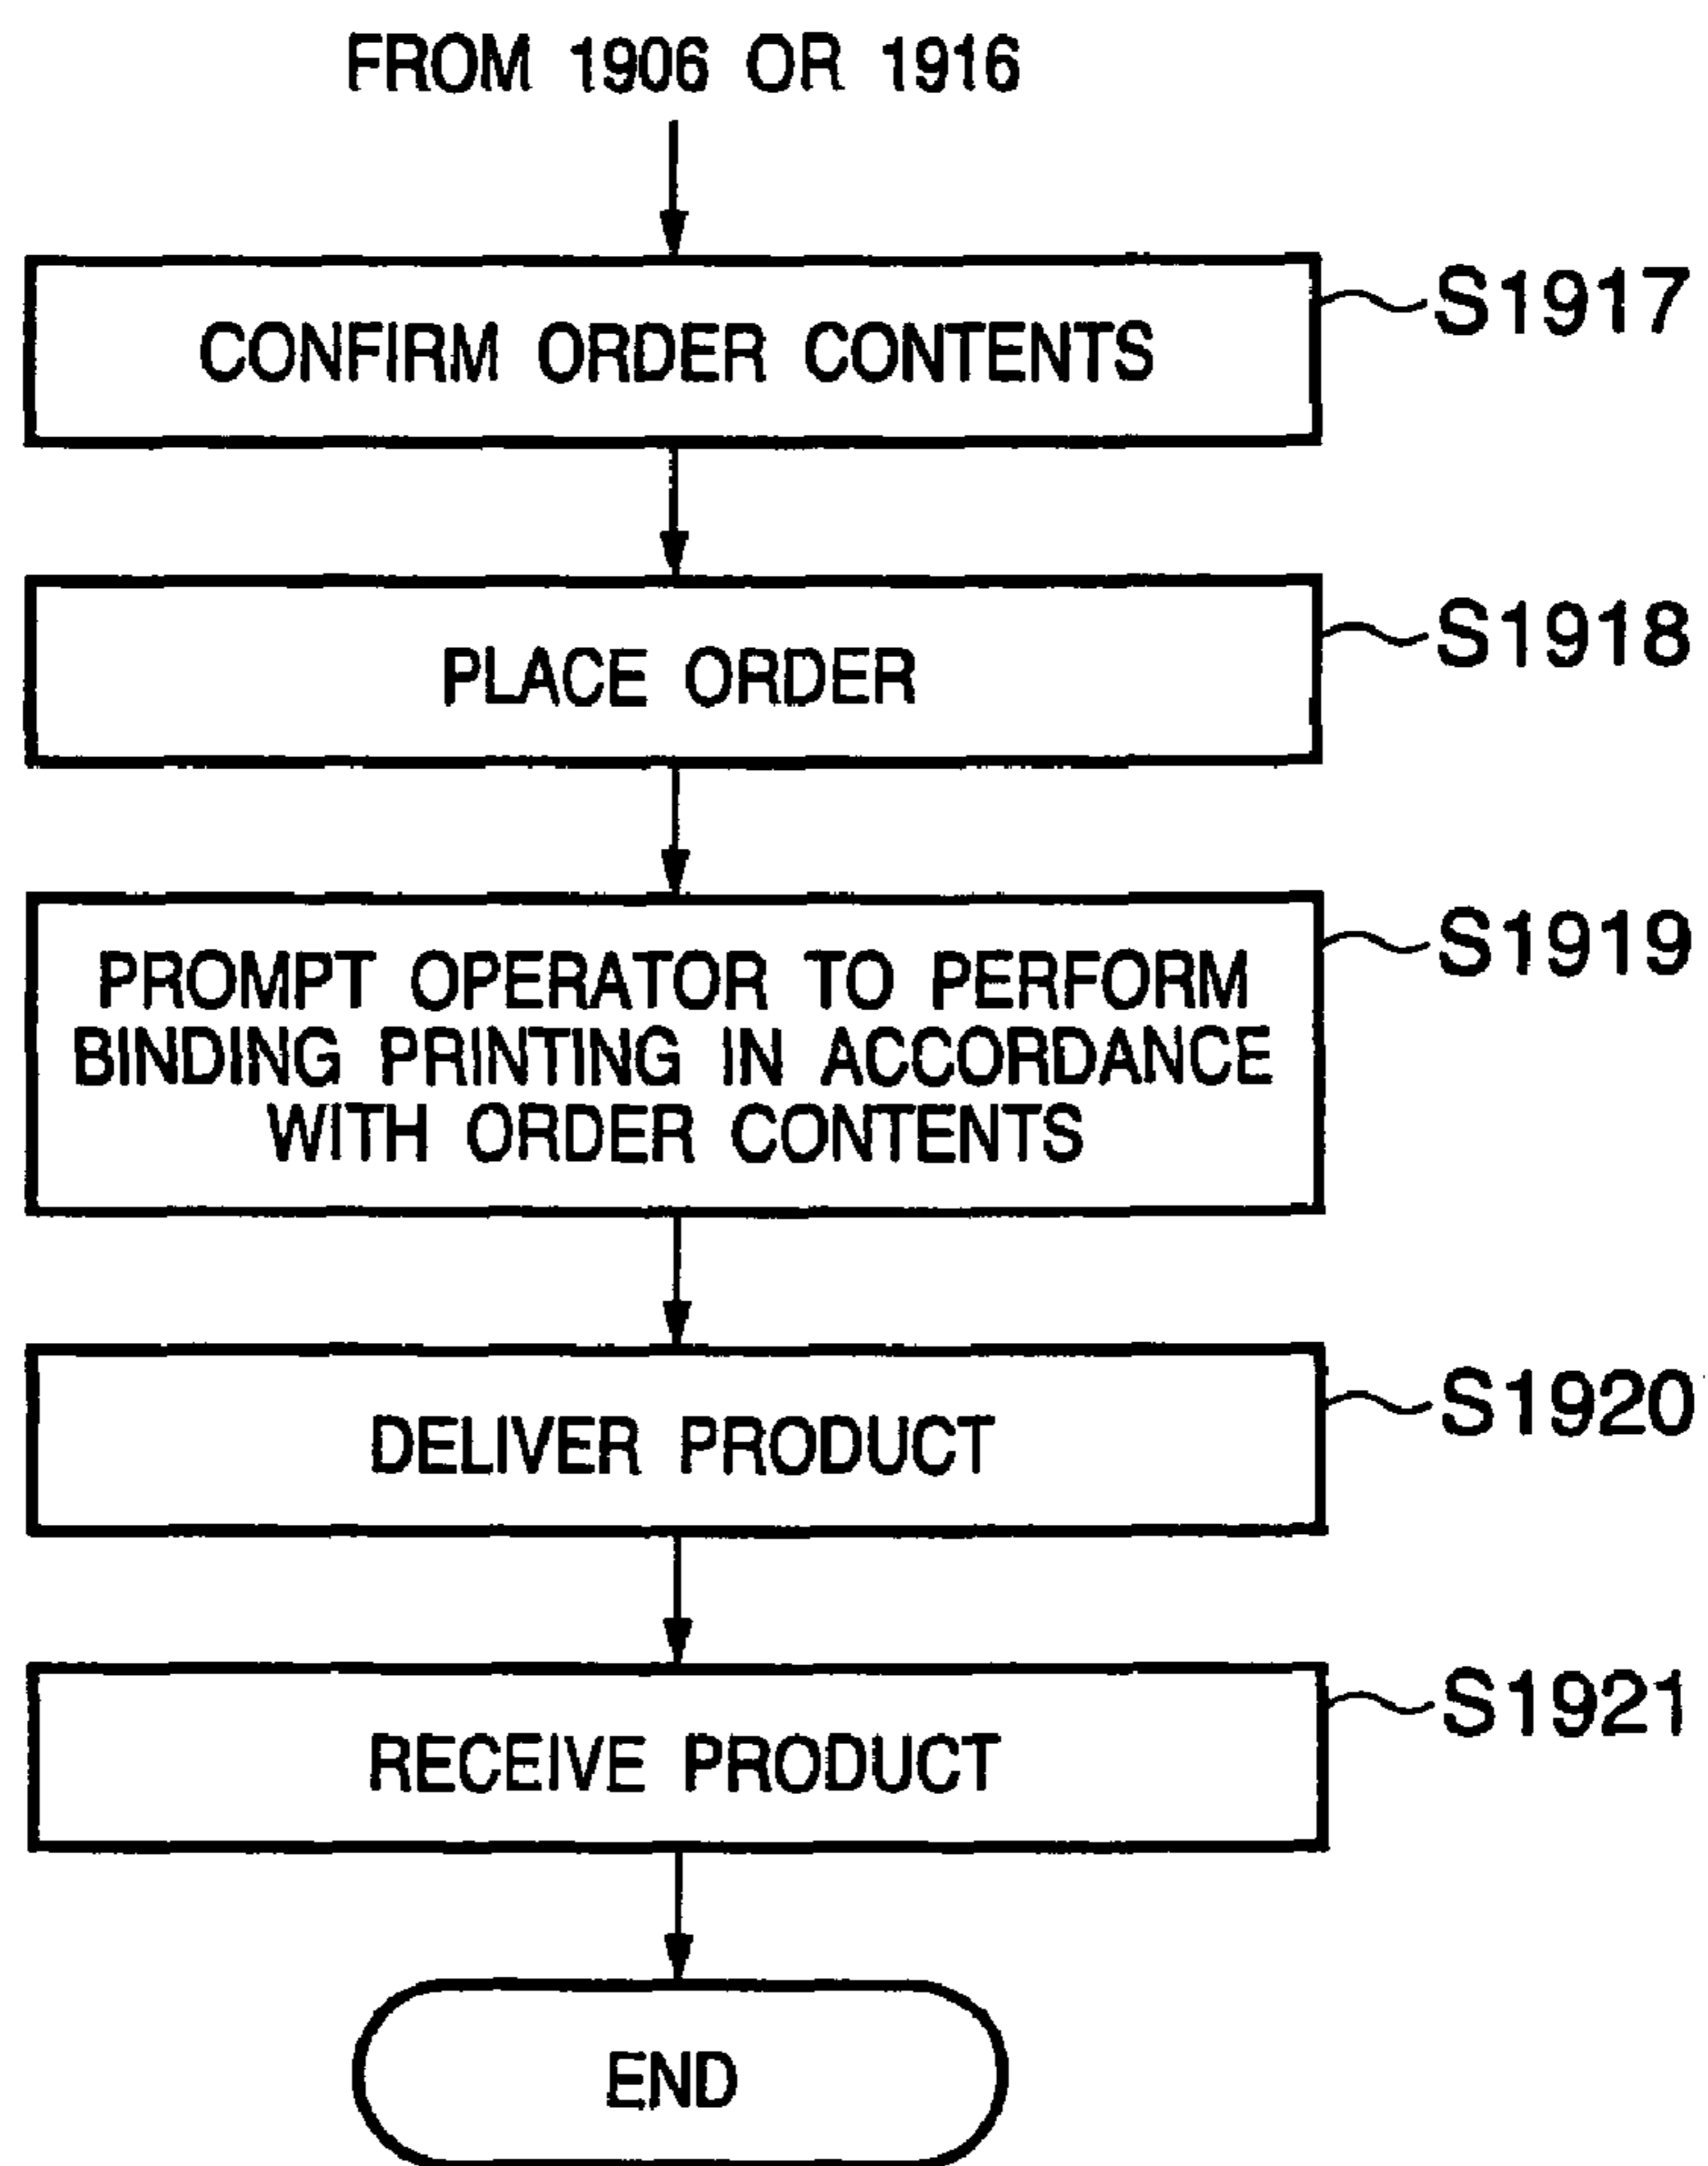 FROM 1906 OR 1916
CONFIRM ORDER CONTENTS
S1917
PLACE ORDER
S1918
PROMPT OPERATOR TO PERFORM
BINDING PRINTING IN ACCORDANCE
WITH ORDER CONTENTS
S1919
DELIVER PRODUCT
S1920
RECEIVE PRODUCT
S1921
END